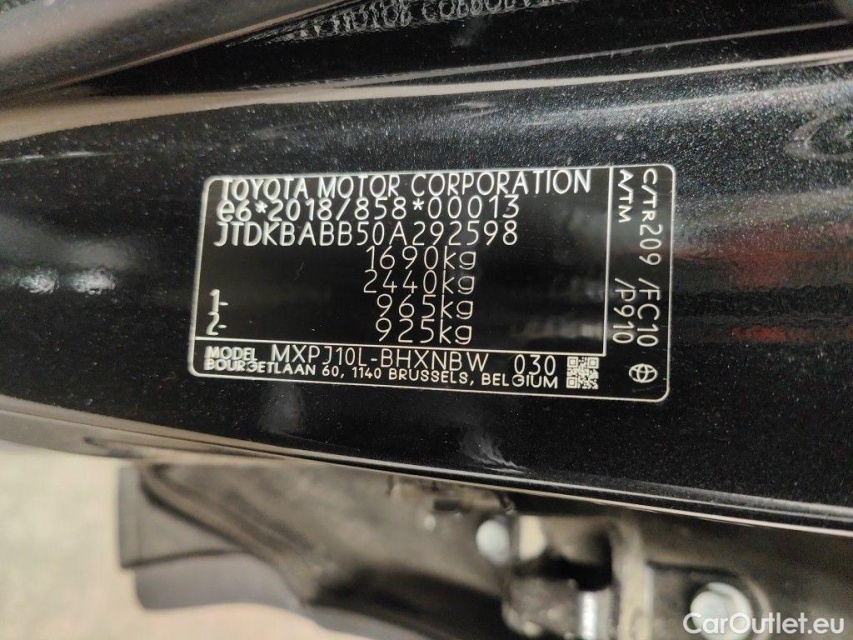 TOYOTA MOTOR CORPORATION
e6*2018/858*00013
JTDKBABB50A292598
1690kg
2440kg
1- 965kg
2- 925kg
MODEL MXPJ10L-BHXNBW 030
BOURGETLAAN 60, 1140 BRUSSELS, BELGIUM
C/TR209 /FC10
A/TM /P910
CarOutlet.eu